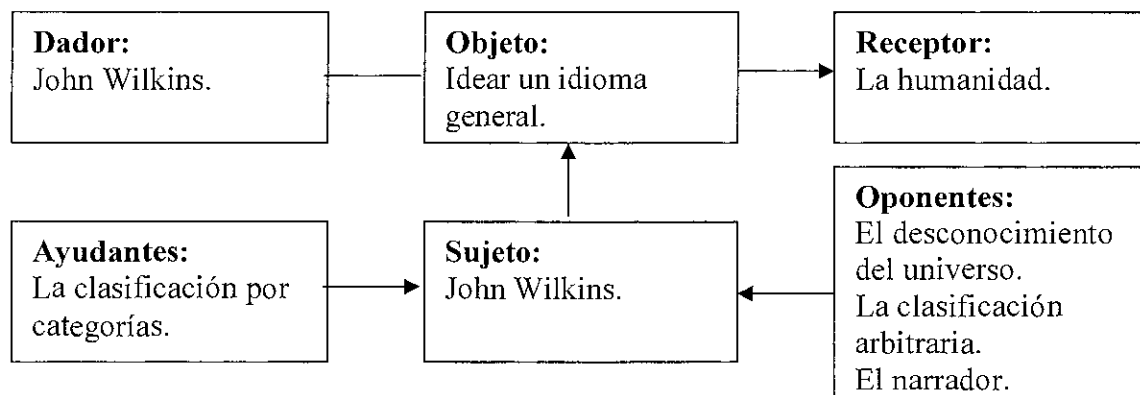 Dador:
John Wilkins.
Objeto:
Idear un idioma
general.
Receptor:
La humanidad.
Ayudantes:
La clasificación por
categorías.
Sujeto:
John Wilkins.
Oponentes:
El desconocimiento
del universo.
La clasificación
arbitraria.
El narrador.